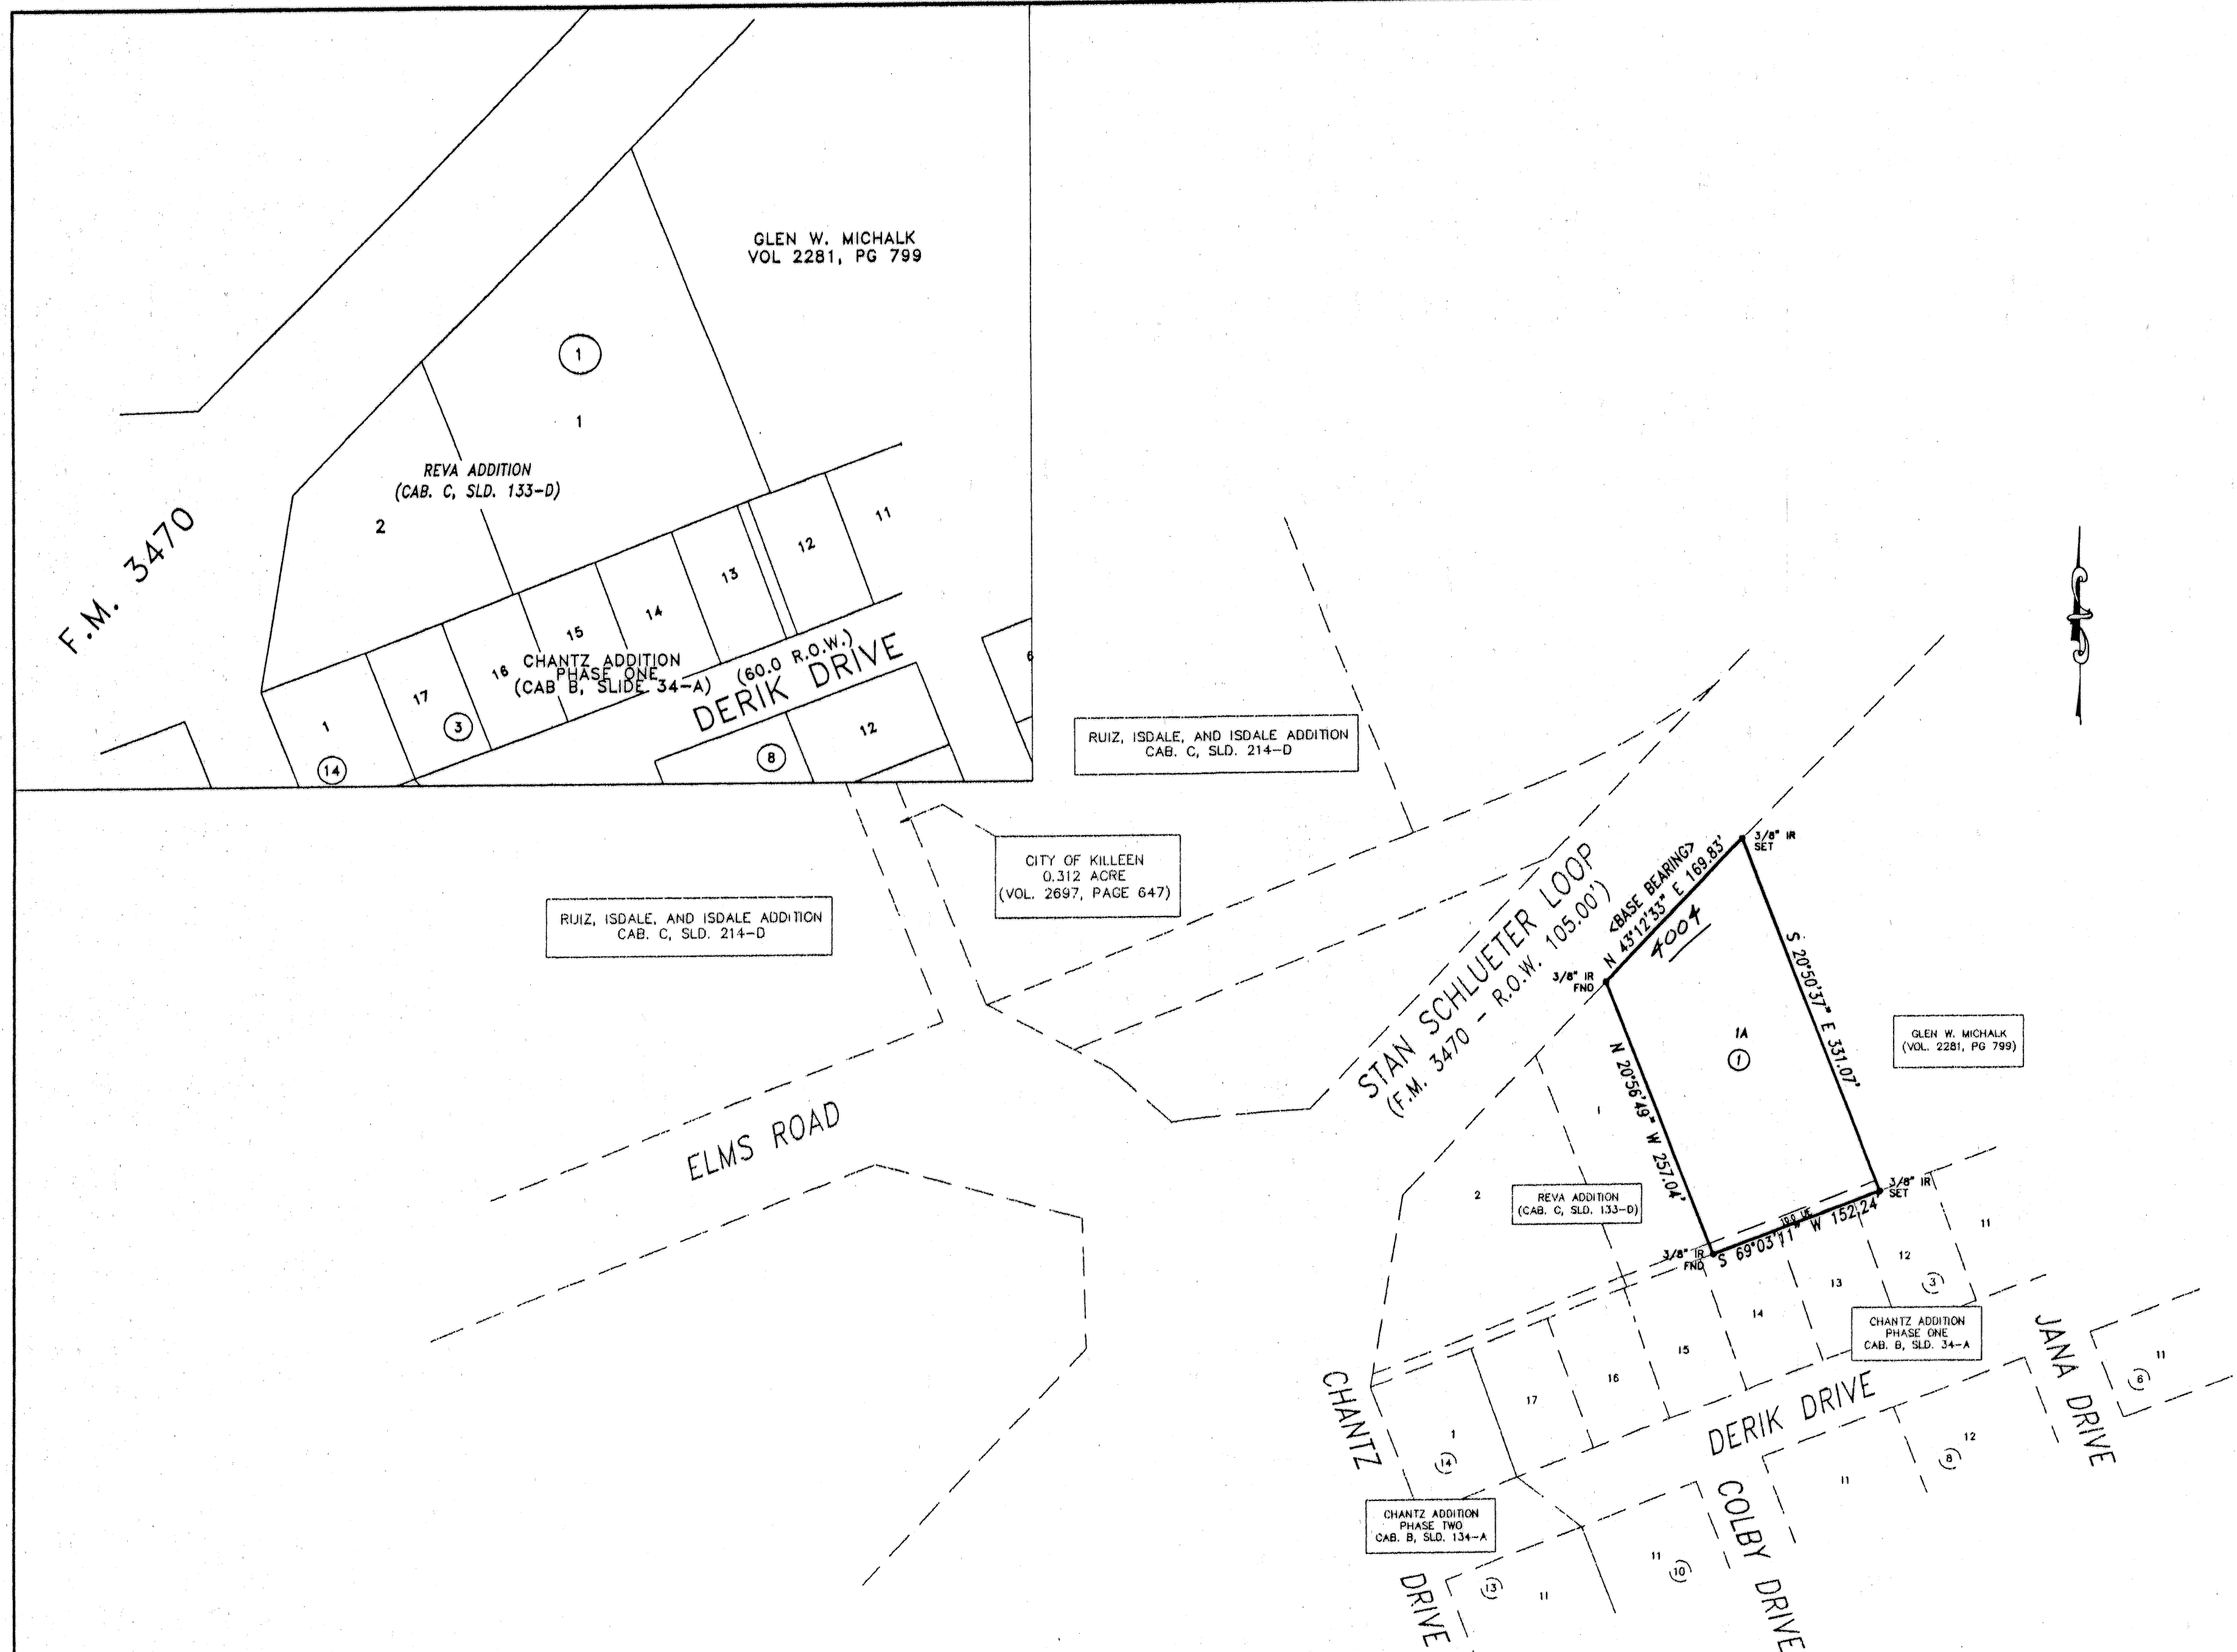 GLEN W. MICHALK
VOL 2281, PG 799
1
1
REVA ADDITION
(CAB. C, SLD. 133-D)
2
F.M. 3470
11
12
13
14
15
16
17
1
3
14
CHANTZ ADDITION
PHASE ONE
(CAB B, SLIDE 34-A)
(60.0 R.O.W.)
DERIK DRIVE
8
12
6
RUIZ, ISDALE, AND ISDALE ADDITION
CAB. C, SLD. 214-D
CITY OF KILLEEN
0.312 ACRE
(VOL. 2697, PAGE 647)
RUIZ, ISDALE, AND ISDALE ADDITION
CAB. C, SLD. 214-D
ELMS ROAD
STAN SCHLUETER LOOP
(F.M. 3470 - R.O.W. 105.00')
<BASE BEARING>
N 43°12'33" E 169.83'
4004
3/8" IR
SET
3/8" IR
FND
S 20°50'37" E 331.07'
1A
1
N 20°56'49" W 257.04'
GLEN W. MICHALK
(VOL. 2281, PG 799)
1
2
REVA ADDITION
(CAB. C, SLD. 133-D)
3/8" IR
SET
10.0 UE
S 69°03'11" W 152.24'
3/8" IR
FND
11
12
3
13
14
15
16
17
1
14
CHANTZ ADDITION
PHASE ONE
CAB. B, SLD. 34-A
JANA DRIVE
11
6
DERIK DRIVE
12
8
11
CHANTZ
DRIVE
CHANTZ ADDITION
PHASE TWO
CAB. B, SLD. 134-A
COLBY DRIVE
11
10
13
11